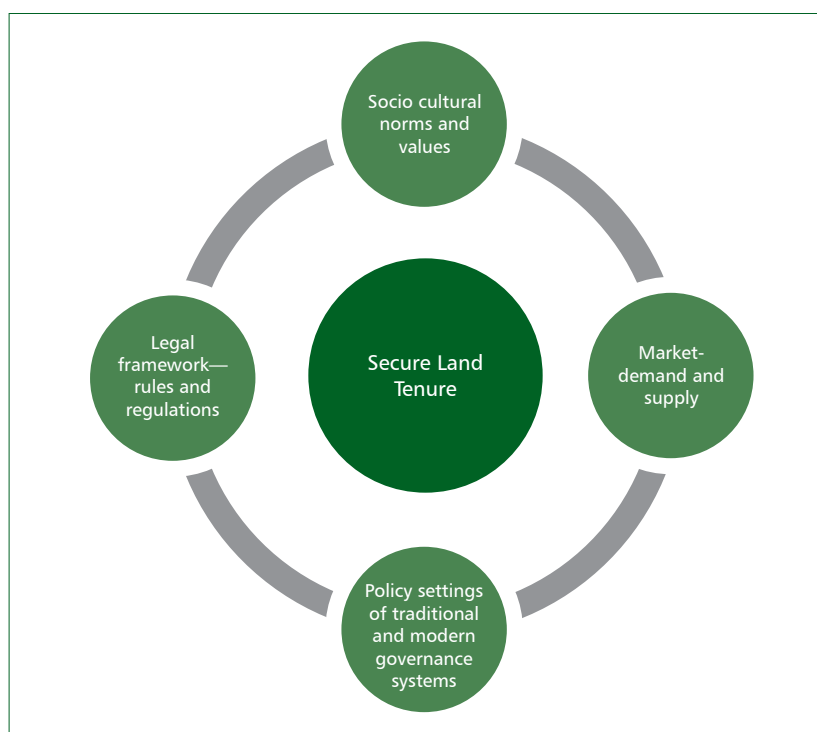 Socio cultural
norms and
values
Legal
framework—
rules and
regulations
Secure Land
Tenure
Market-
demand and
supply
Policy settings
of traditional
and modern
governance
systems